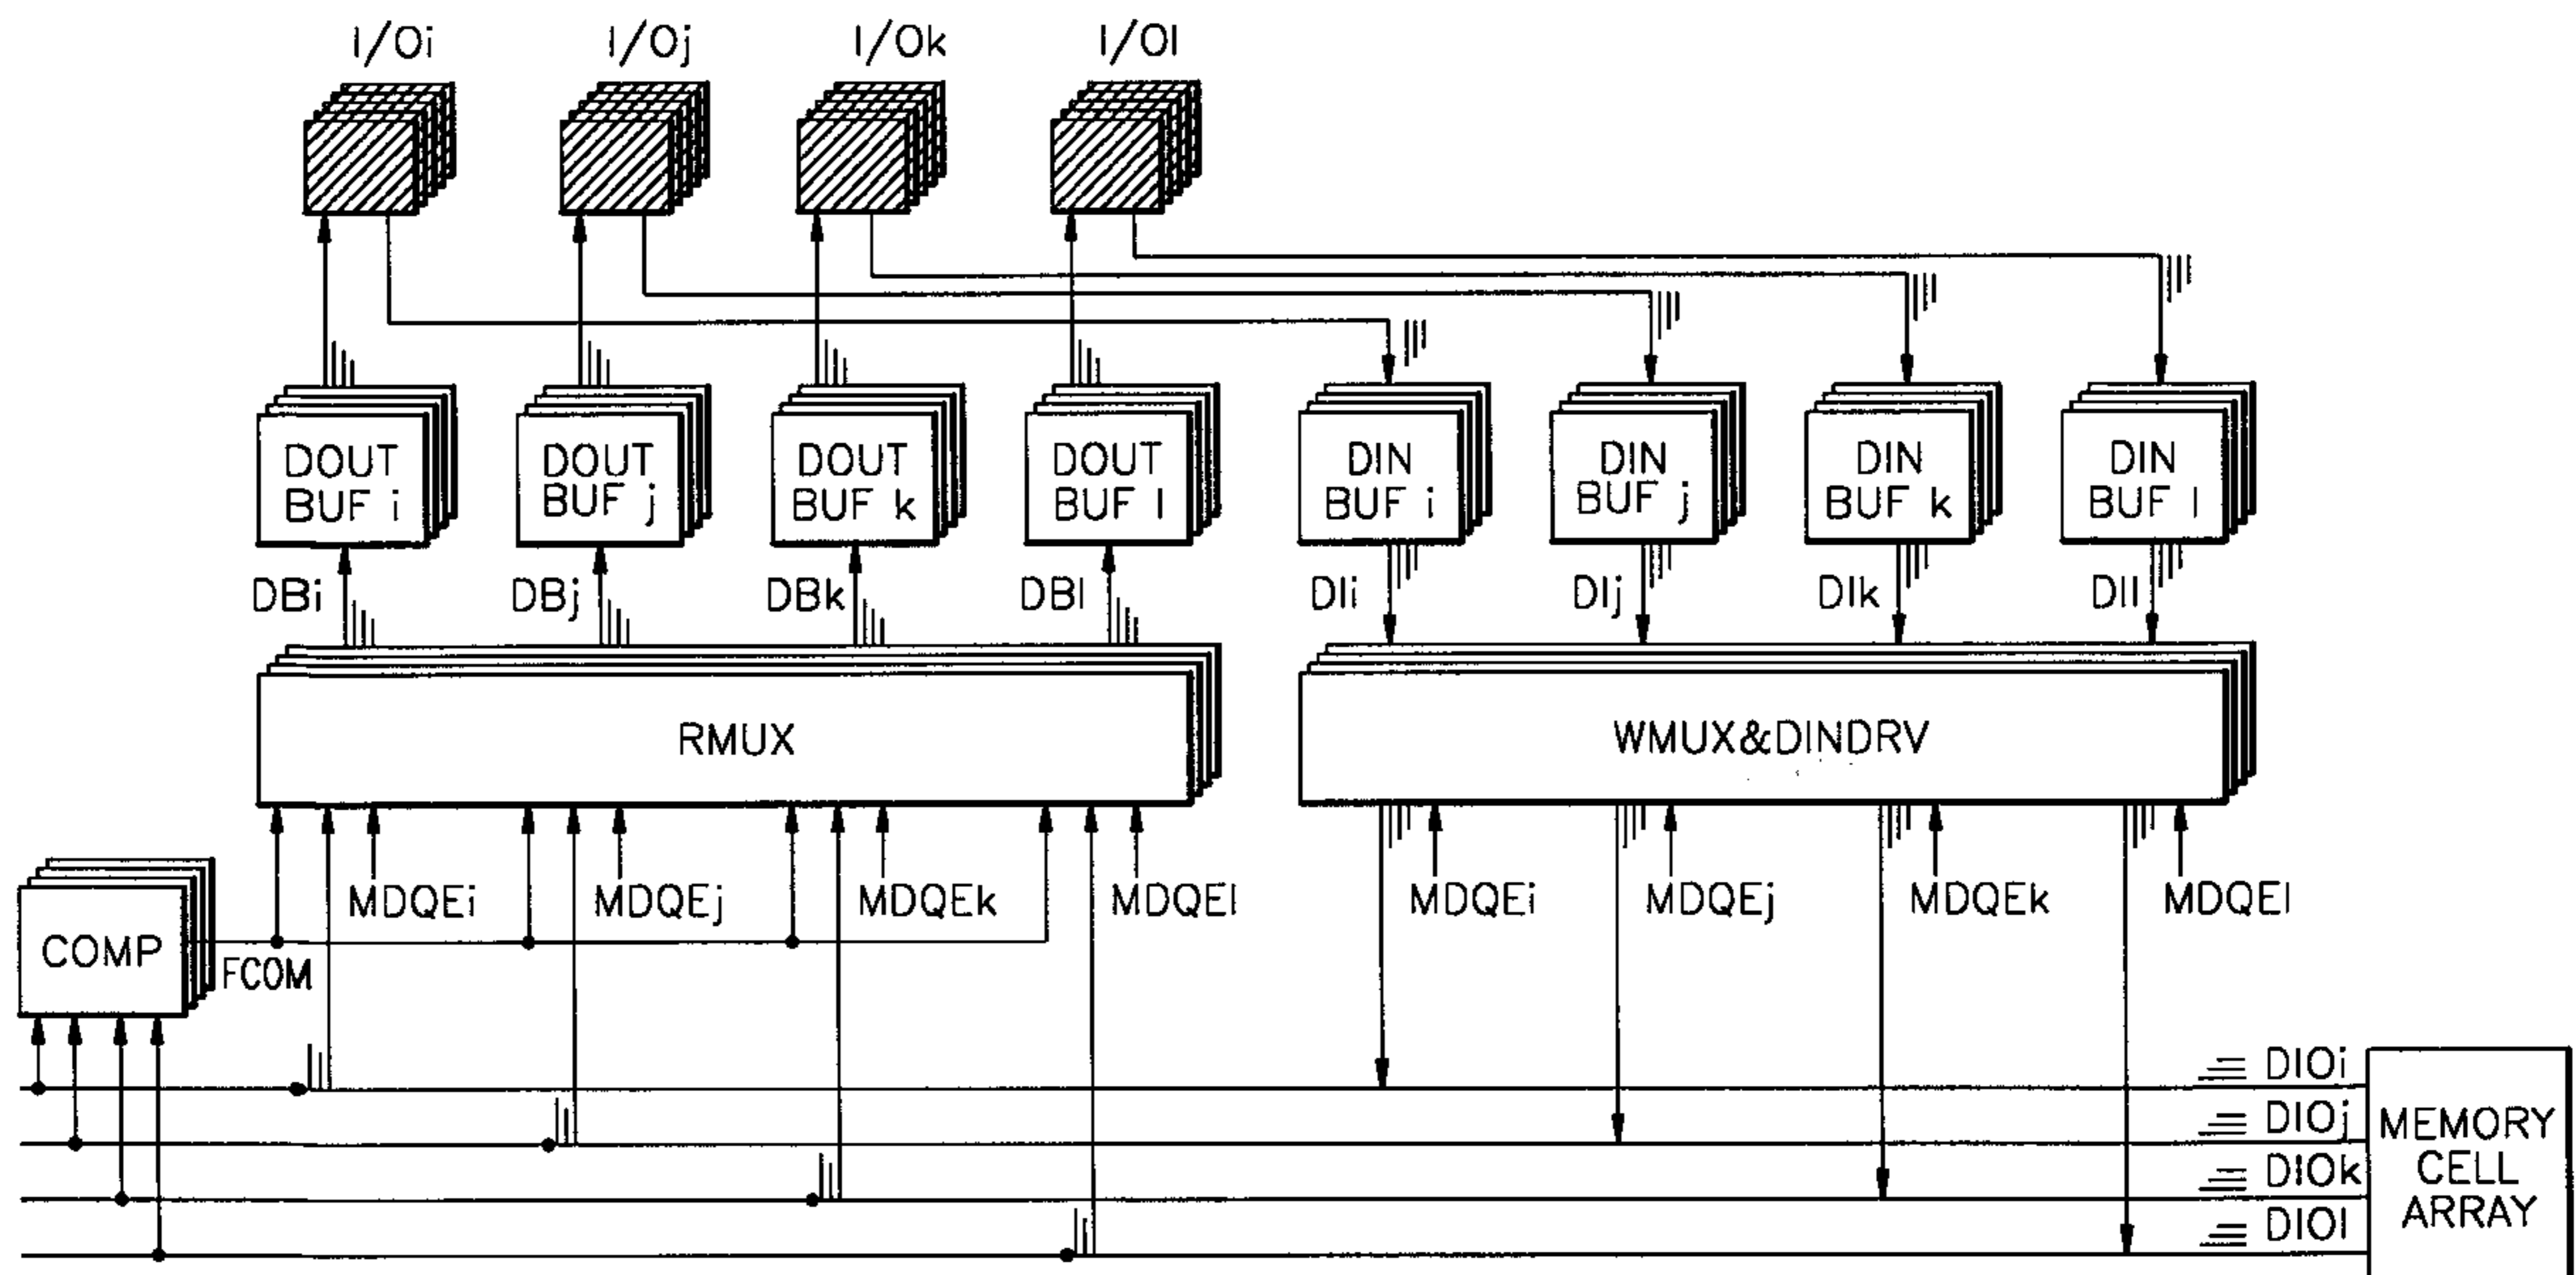 I/Oi I/Oj I/Ok I/Ol
DOUT DOUT DOUT DOUT DIN DIN DIN DIN
BUF i BUF j BUF k BUF l BUF i BUF j BUF k BUF l
DBi DBj DBk DBl DIi DIj DIk DIl
RMUX WMUX&DINDRV
MDQEi MDQEj MDQEk MDQEl MDQEi MDQEj MDQEk MDQEl
COMP
FCOM
DIOi
DIOj
DIOk
DIOl
MEMORY
CELL
ARRAY